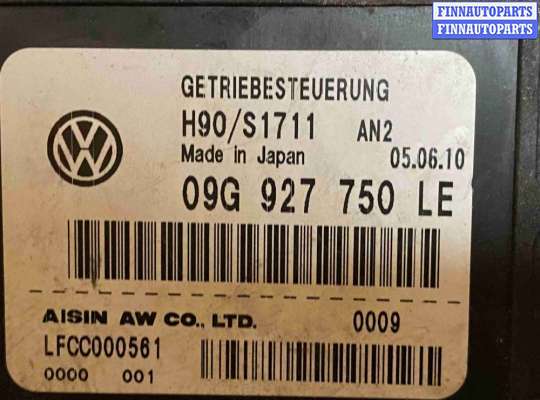 FINNAUTOPARTS
FINNAUTOPARTS
GETRIEBESTEUERUNG
H90/S1711 AN2
Made in Japan 05.06.10
09G 927 750 LE
AISIN AW CO., LTD. 0009
LFCC000561
0000 001